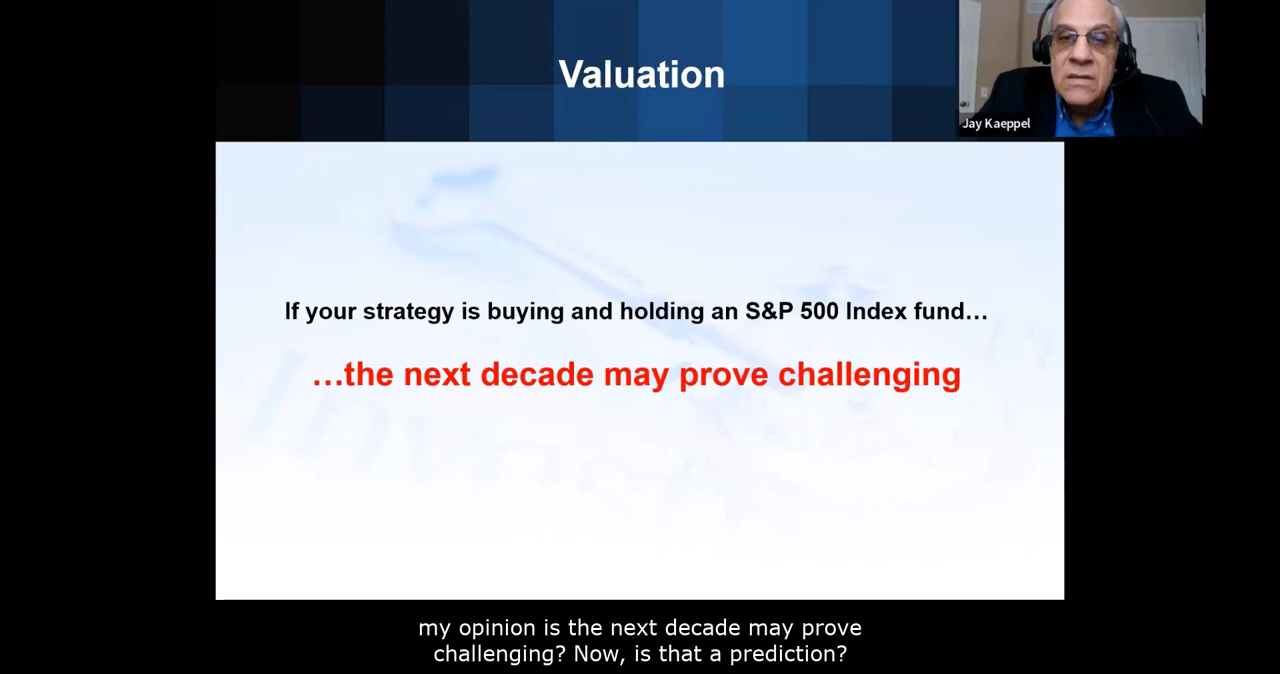 Valuation
Jay Kaeppel
If your strategy is buying and holding an S&P 500 Index fund…
…the next decade may prove challenging
my opinion is the next decade may prove
challenging? Now, is that a prediction?